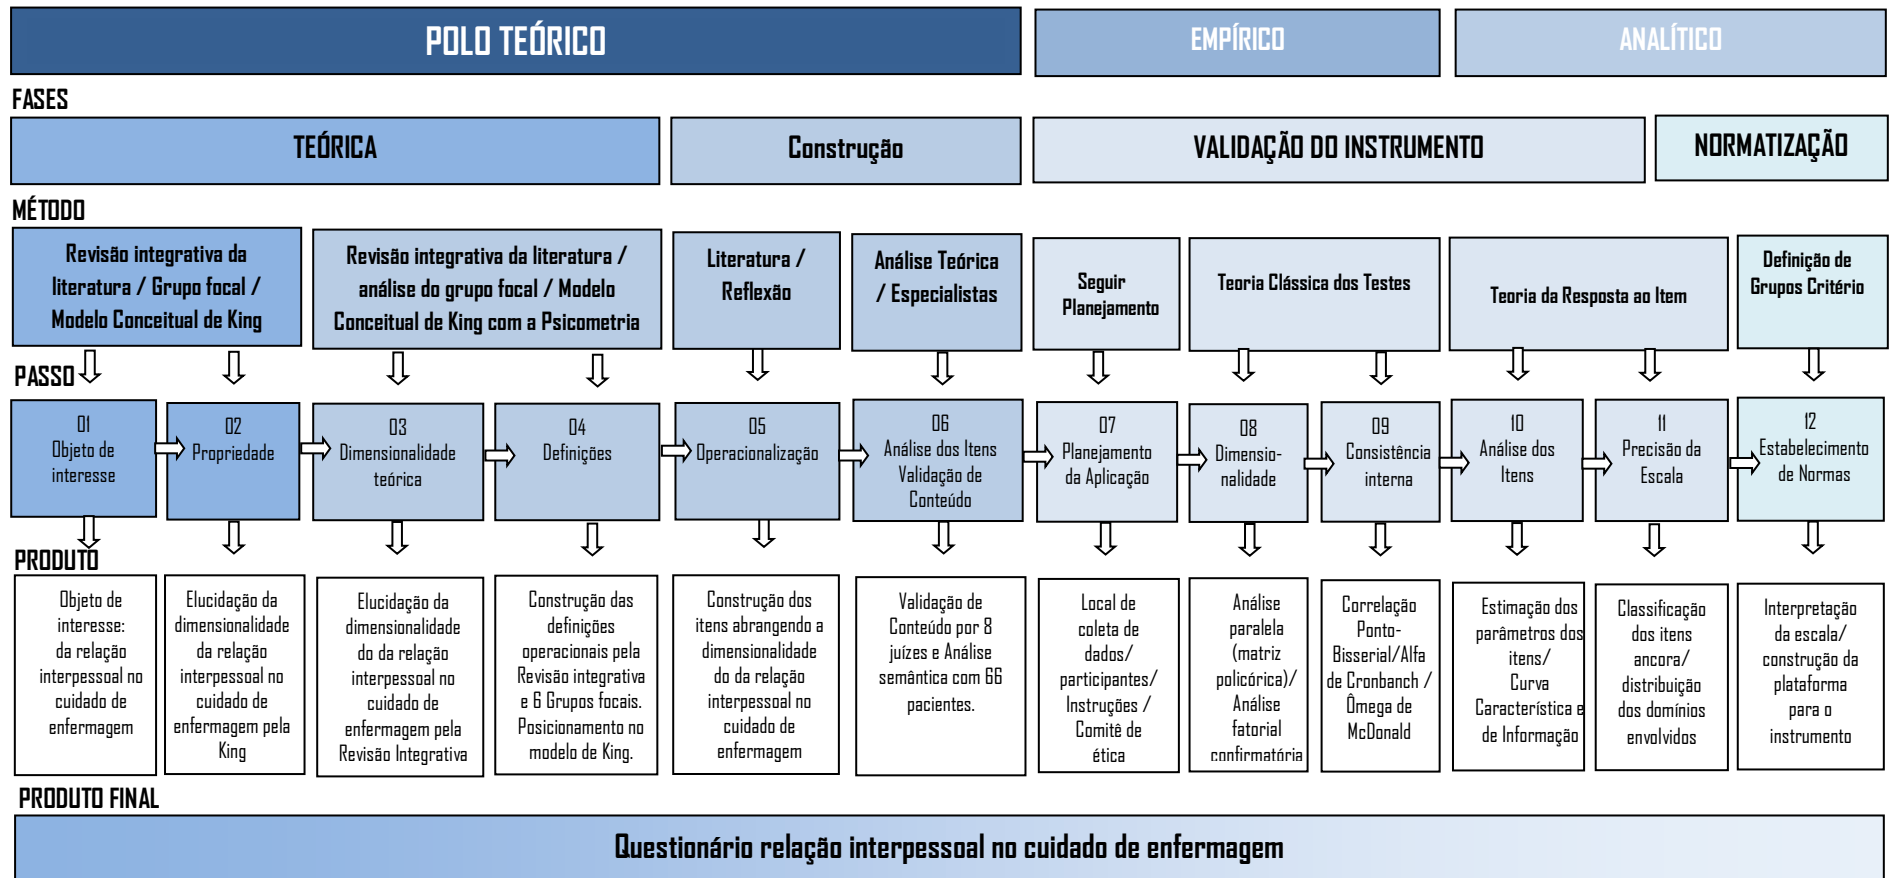 POLO TEÓRICO
EMPÍRICO
ANALÍTICO
FASES
TEÓRICA
Construção
VALIDAÇÃO DO INSTRUMENTO
NORMATIZAÇÃO
MÉTODO
Revisão integrativa da
literatura / Grupo focal /
Modelo Conceitual de King
Revisão integrativa da literatura /
análise do grupo focal / Modelo
Conceitual de King com a Psicometria
Literatura /
Reflexão
Análise Teórica
/ Especialistas
Seguir
Planejamento
Teoria Clássica dos Testes
Teoria da Resposta ao Item
Definição de
Grupos Critério
PASSO
01
Objeto de
interesse
02
Propriedade
03
Dimensionalidade
teórica
04
Definições
05
Operacionalização
06
Análise dos Itens
Validação de
Conteúdo
07
Planejamento
da Aplicação
08
Dimensio-
nalidade
09
Consistência
interna
10
Análise dos
Itens
11
Precisão da
Escala
12
Estabelecimento
de Normas
PRODUTO
Objeto de
interesse:
da relação
interpessoal no
cuidado de
enfermagem
Elucidação da
dimensionalidade
da relação
interpessoal no
cuidado de
enfermagem pela
King
Elucidação da
dimensionalidade
do da relação
interpessoal no
cuidado de
enfermagem pela
Revisão Integrativa
Construção das
definições
operacionais pela
Revisão integrativa
e 6 Grupos focais.
Posicionamento no
modelo de King.
Construção dos
itens abrangendo a
dimensionalidade
do da relação
interpessoal no
cuidado de
enfermagem
Validação de
Conteúdo por 8
juízes e Análise
semântica com 66
pacientes.
Local de
coleta de
dados/
participantes/
Instruções /
Comitê de
ética
Análise
paralela
(matriz
policórica)/
Análise
fatorial
confirmatória
Correlação
Ponto-
Bisserial/Alfa
de Cronbanch /
Ômega de
McDonald
Estimação dos
parâmetros dos
itens/
Curva
Característica e
de Informação
Classificação
dos itens
ancora/
distribuição
dos domínios
envolvidos
Interpretação
da escala/
construção da
plataforma
para o
instrumento
PRODUTO FINAL
Questionário relação interpessoal no cuidado de enfermagem